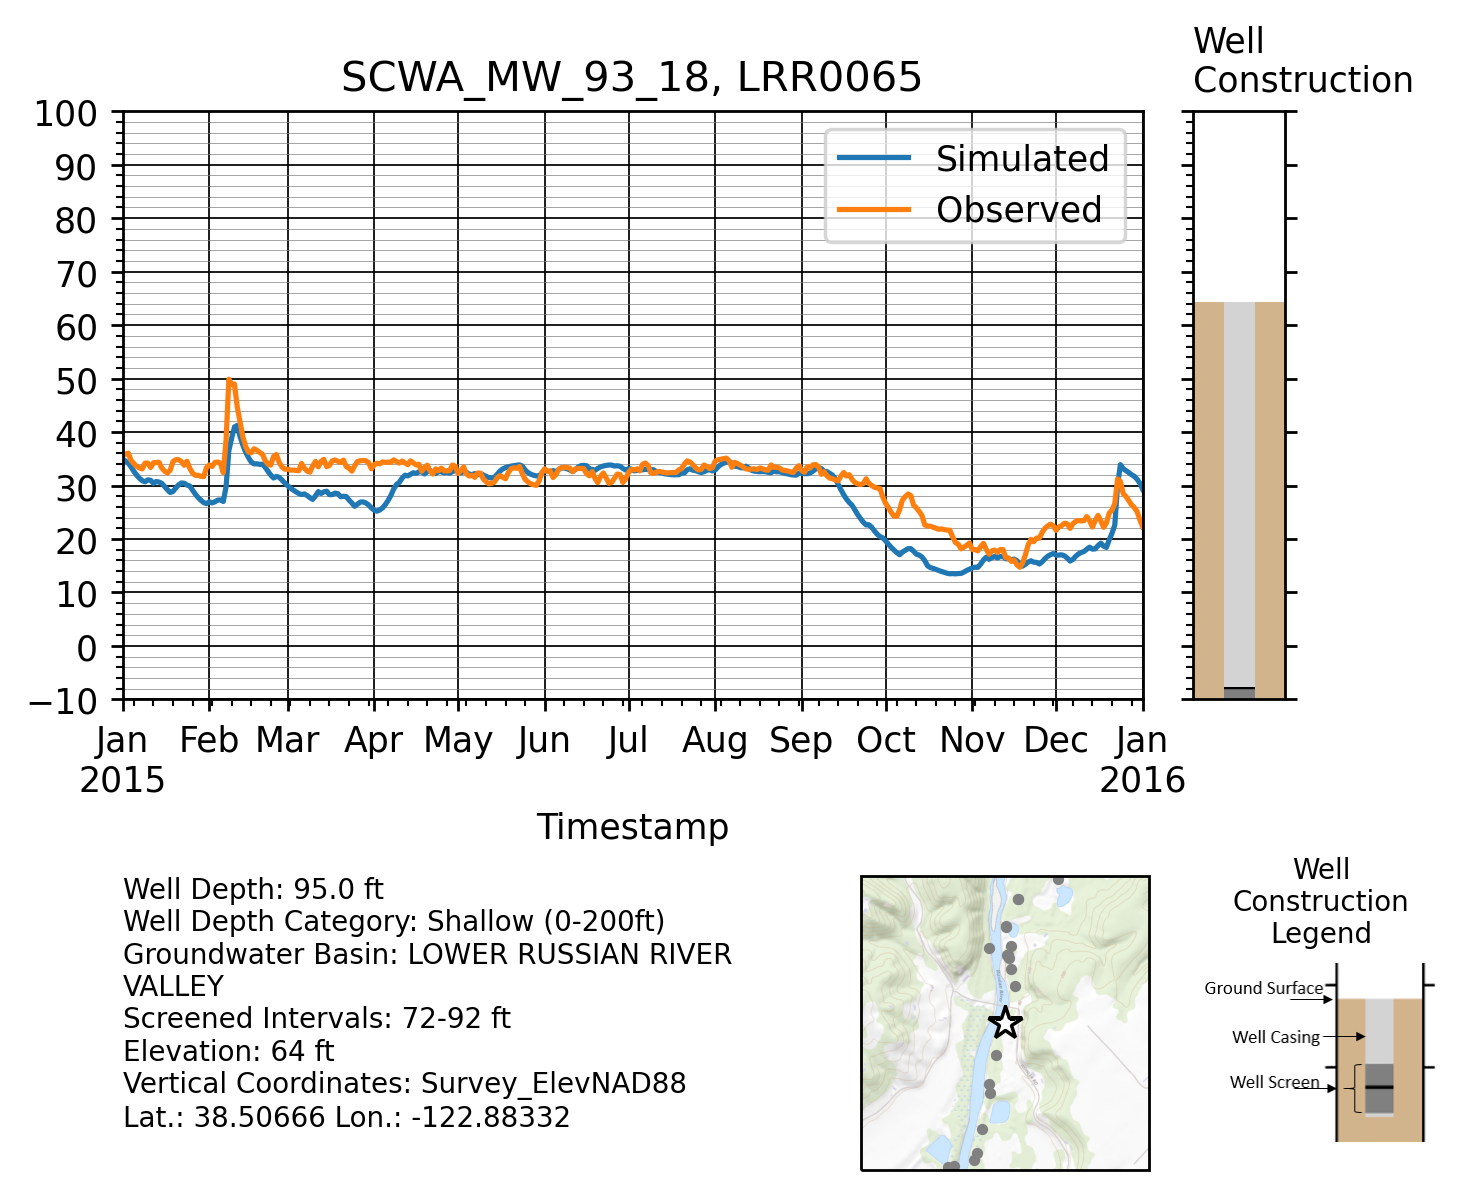 Well
Construction
SCWA_MW_93_18, LRR0065
100
90
80
70
60
50
40
30
20
10
0
−10
Simulated
Observed
Jan Feb Mar Apr May Jun Jul Aug Sep Oct Nov Dec Jan
2015 2016
Timestamp
Well Depth: 95.0 ft
Well Depth Category: Shallow (0-200ft)
Groundwater Basin: LOWER RUSSIAN RIVER
VALLEY
Screened Intervals: 72-92 ft
Elevation: 64 ft
Vertical Coordinates: Survey_ElevNAD88
Lat.: 38.50666 Lon.: -122.88332
Well
Construction
Legend
Ground Surface
Well Casing
Well Screen